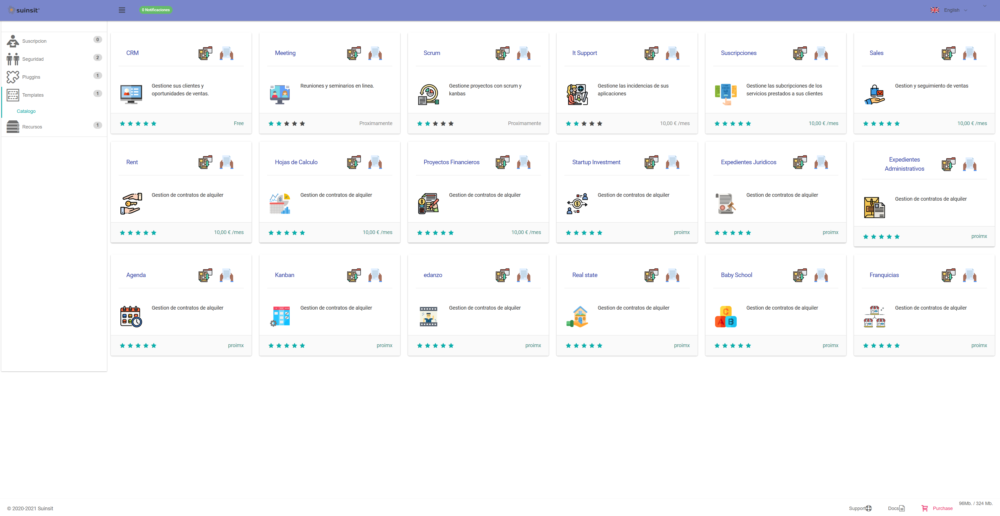 suinsit®
0 Notificaciones
English
Suscripcion 0
Seguridad 2
Pluggins 1
Templates 1
Catalogo
Recursos 1
CRM
Gestione sus clientes y
oportunidades de ventas.
Free
Meeting
Reuniones y seminarios en linea.
Proximamente
Scrum
Gestione proyectos con scrum y
kanbas
Proximamente
It Support
Gestione las incidencias de sus
aplicaciones
10,00 € /mes
Suscripciones
Gestione las subcripciones de los
servicios prestados a sus clientes
10,00 € /mes
Sales
Gestion y seguimiento de ventas
10,00 € /mes
Rent
Gestion de contratos de alquiler
10,00 € /mes
Hojas de Calculo
Gestion de contratos de alquiler
10,00 € /mes
Proyectos Financieros
Gestion de contratos de alquiler
10,00 € /mes
Startup Investment
Gestion de contratos de alquiler
proimx
Expedientes Juridicos
Gestion de contratos de alquiler
proimx
Expedientes
Administrativos
Gestion de contratos de alquiler
proimx
Agenda
Gestion de contratos de alquiler
proimx
Kanban
Gestion de contratos de alquiler
proimx
edanzo
Gestion de contratos de alquiler
proimx
Real state
Gestion de contratos de alquiler
proimx
Baby School
C
A B
Gestion de contratos de alquiler
proimx
Franquicias
Gestion de contratos de alquiler
proimx
© 2020-2021 Suinsit
Support
Docs
Purchase
96Mb. / 324 Mb.